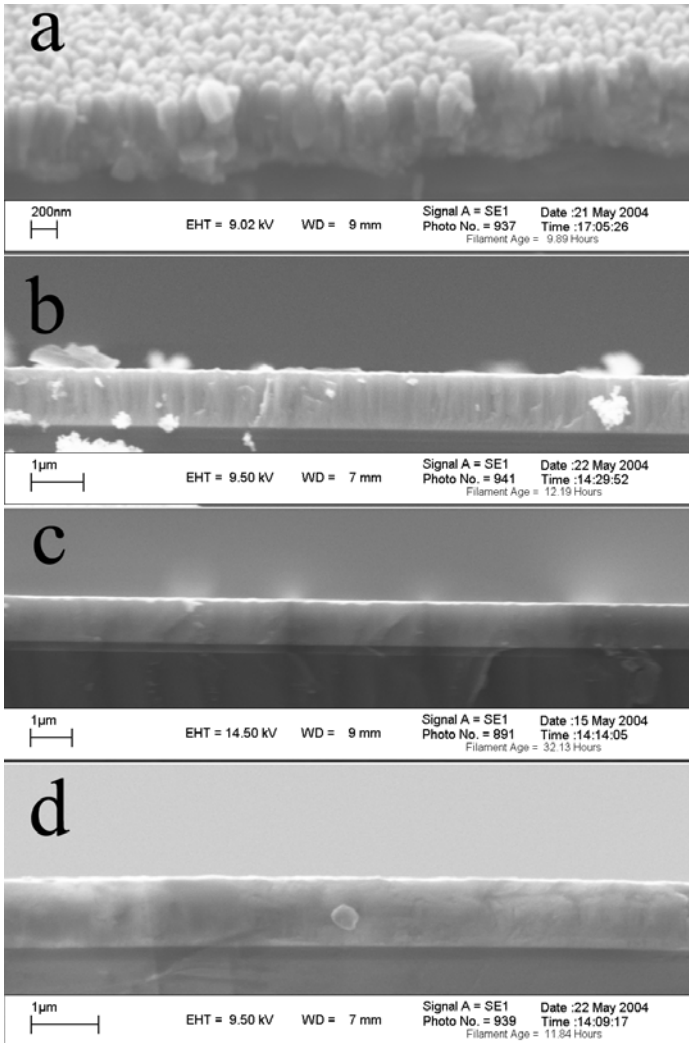 a
200nm
EHT = 9.02 kV WD = 9 mm
Signal A = SE1 Date :21 May 2004
Photo No. = 937 Time :17:05:26
Filament Age = 9.89 Hours
b
1µm
EHT = 9.50 kV WD = 7 mm
Signal A = SE1 Date :22 May 2004
Photo No. = 941 Time :14:29:52
Filament Age = 12.19 Hours
c
1µm
EHT = 14.50 kV WD = 9 mm
Signal A = SE1 Date :15 May 2004
Photo No. = 891 Time :14:14:05
Filament Age = 32.13 Hours
d
1µm
EHT = 9.50 kV WD = 7 mm
Signal A = SE1 Date :22 May 2004
Photo No. = 939 Time :14:09:17
Filament Age = 11.84 Hours